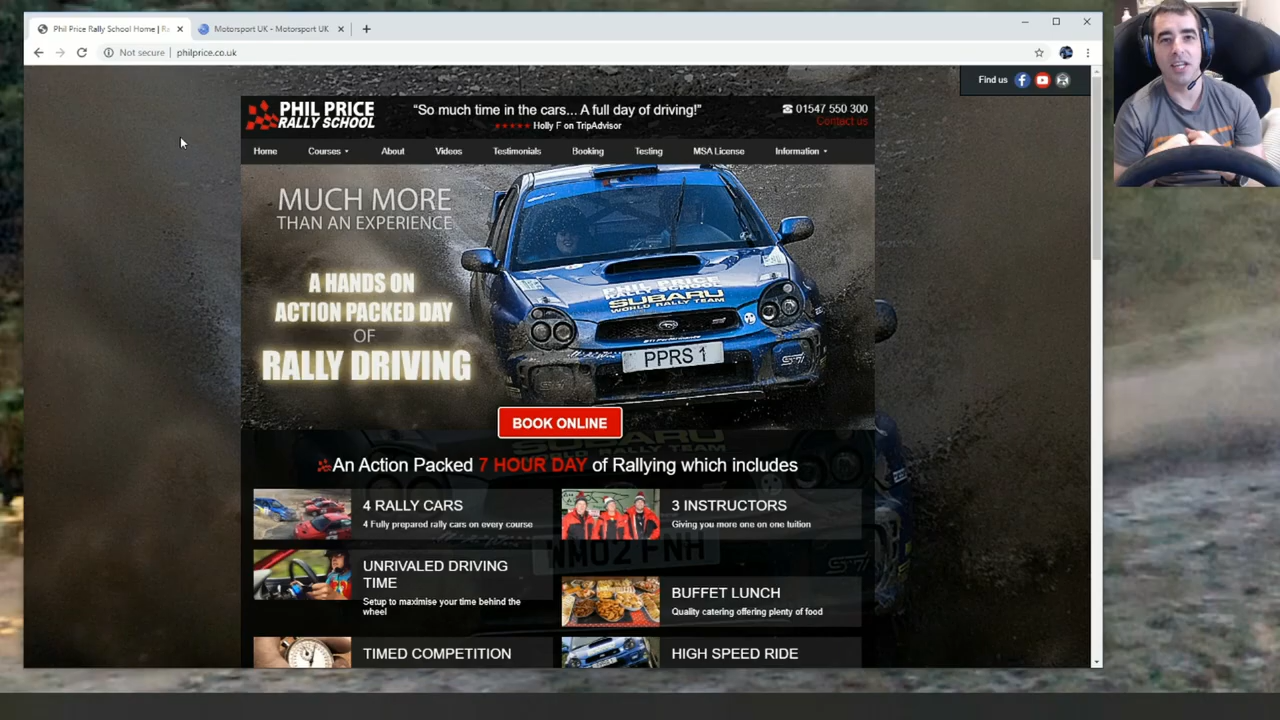 Phil Price Rally School Home | Ra
Motorsport UK - Motorsport UK
Not secure | philprice.co.uk
Find us
PHIL PRICE
RALLY SCHOOL
“So much time in the cars... A full day of driving!”
Holly F on TripAdvisor
01547 550 300
Contact us
Home
Courses
About
Videos
Testimonials
Booking
Testing
MSA License
Information
MUCH MORE
THAN AN EXPERIENCE
A HANDS ON
ACTION PACKED DAY
OF
RALLY DRIVING
PHIL PRICE
RALLY SCHOOL
SUBARU
WORLD RALLY TEAM
PPRS 1
BOOK ONLINE
An Action Packed 7 HOUR DAY of Rallying which includes
4 RALLY CARS
4 Fully prepared rally cars on every course
3 INSTRUCTORS
Giving you more one on one tuition
UNRIVALED DRIVING
TIME
Setup to maximise your time behind the
wheel
WM02 FNH
BUFFET LUNCH
Quality catering offering plenty of food
TIMED COMPETITION
HIGH SPEED RIDE